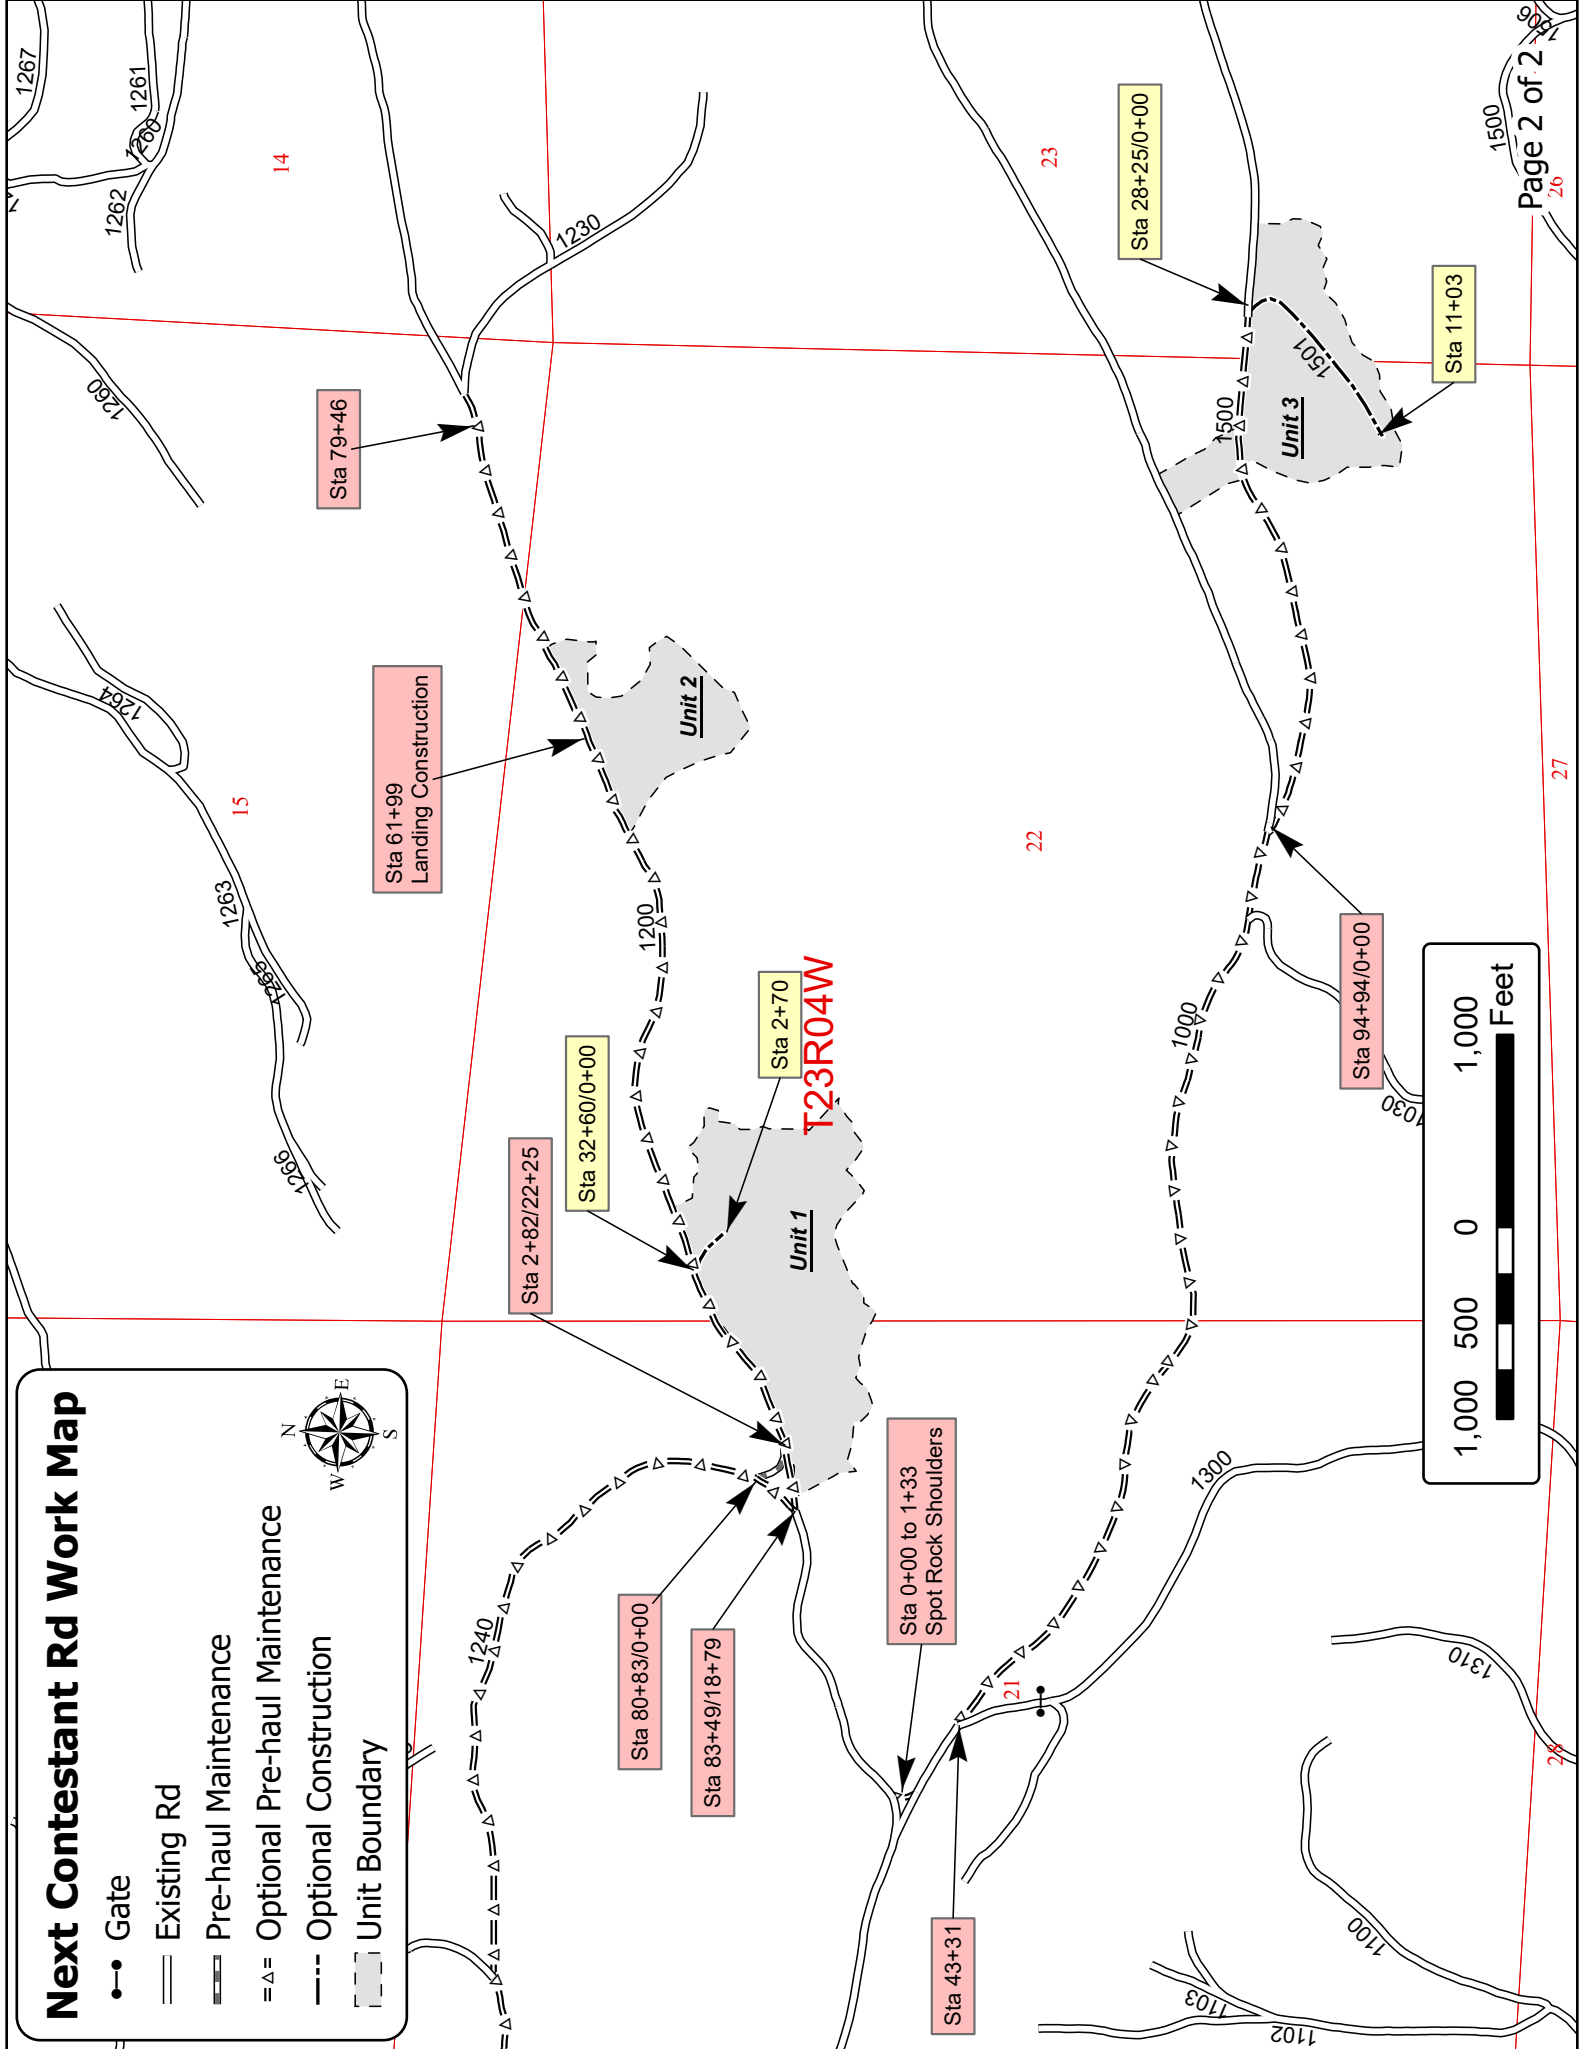 Next Contestant Rd Work Map
Gate
Existing Rd
Pre-haul Maintenance
Optional Pre-haul Maintenance
Optional Construction
Unit Boundary
N
E
S
W
1267
1261
1260
1262
14
1260
1264
15
1263
1265
1266
1230
Sta 79+46
Sta 61+99
Landing Construction
Unit 2
1200
Sta 2+82/22+25
Sta 32+60/0+00
Sta 2+70
T23R04W
Unit 1
1240
Sta 80+83/0+00
Sta 83+49/18+79
Sta 0+00 to 1+33
Spot Rock Shoulders
Sta 43+31
21
22
23
Sta 28+25/0+00
Sta 11+03
1500
1501
Unit 3
1000
Sta 94+94/0+00
1030
1300
1310
1100
1103
1102
28
27
26
1500
1506
1,000 500 0 1,000
Feet
Page 2 of 2